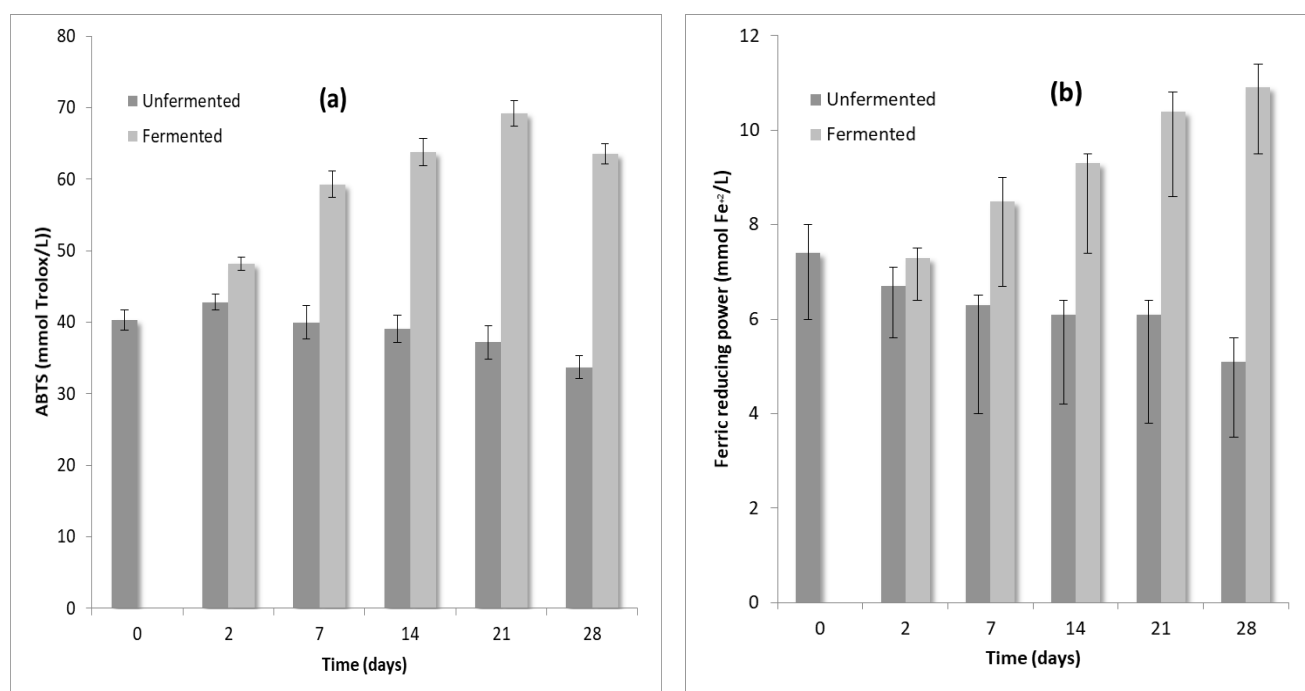 80
70
60
50
40
30
20
10
0
ABTS (mmol Trolox/L))
Unfermented
Fermented
(a)
0 2 7 14 21 28
Time (days)
12
10
8
6
4
2
0
Ferric reducing power (mmol Fe⁺²/L)
Unfermented
Fermented
(b)
0 2 7 14 21 28
Time (days)